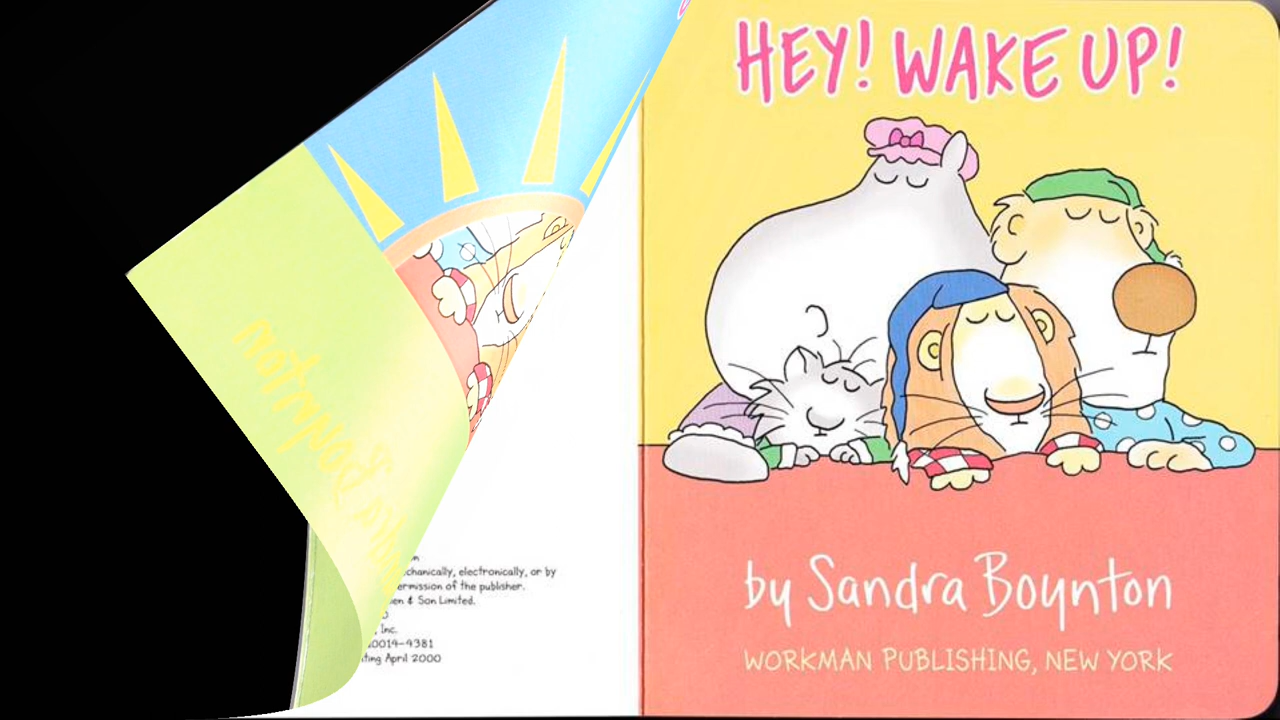 chanically, electronically, or by
ermission of the publisher.
en & Son Limited.
, Inc.
0014-4381
ting April 2000
HEY! WAKE UP!
by Sandra Boynton
WORKMAN PUBLISHING, NEW YORK
Boynton